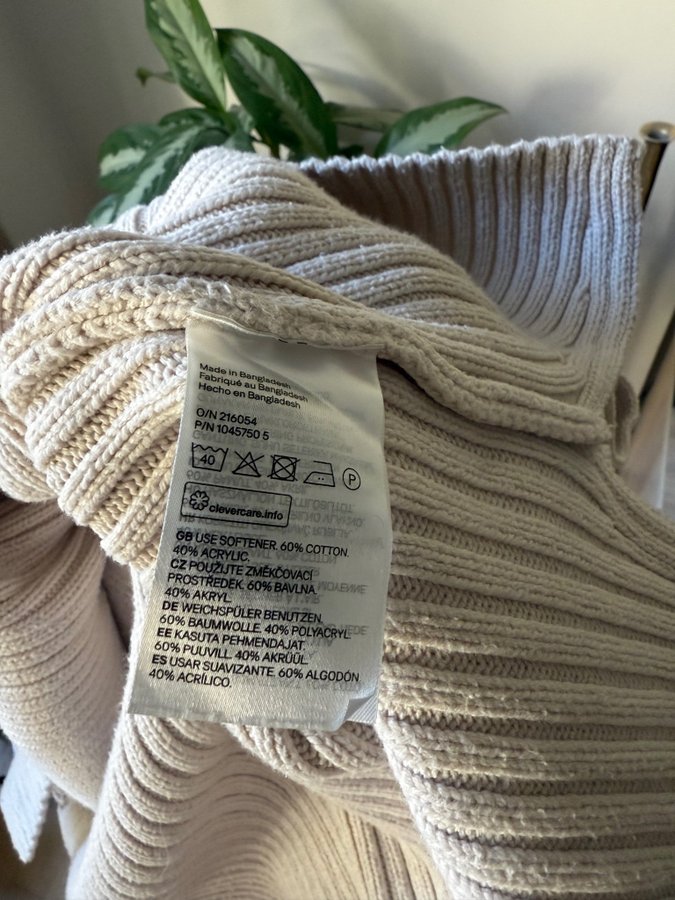 Made in Bangladesh
Fabriqué au Bangladesh
Hecho en Bangladesh
O/N 216054
P/N 1045750 5
40
P
clevercare.info
GB USE SOFTENER. 60% COTTON.
40% ACRYLIC.
CZ POUŽIJTE ZMĚKČOVACÍ
PROSTŘEDEK. 60% BAVLNA.
40% AKRYL.
DE WEICHSPÜLER BENUTZEN.
60% BAUMWOLLE. 40% POLYACRYL.
EE KASUTA PEHMENDAJAT.
60% PUUVILL. 40% AKRÜÜL.
ES USAR SUAVIZANTE. 60% ALGODÓN
40% ACRÍLICO.